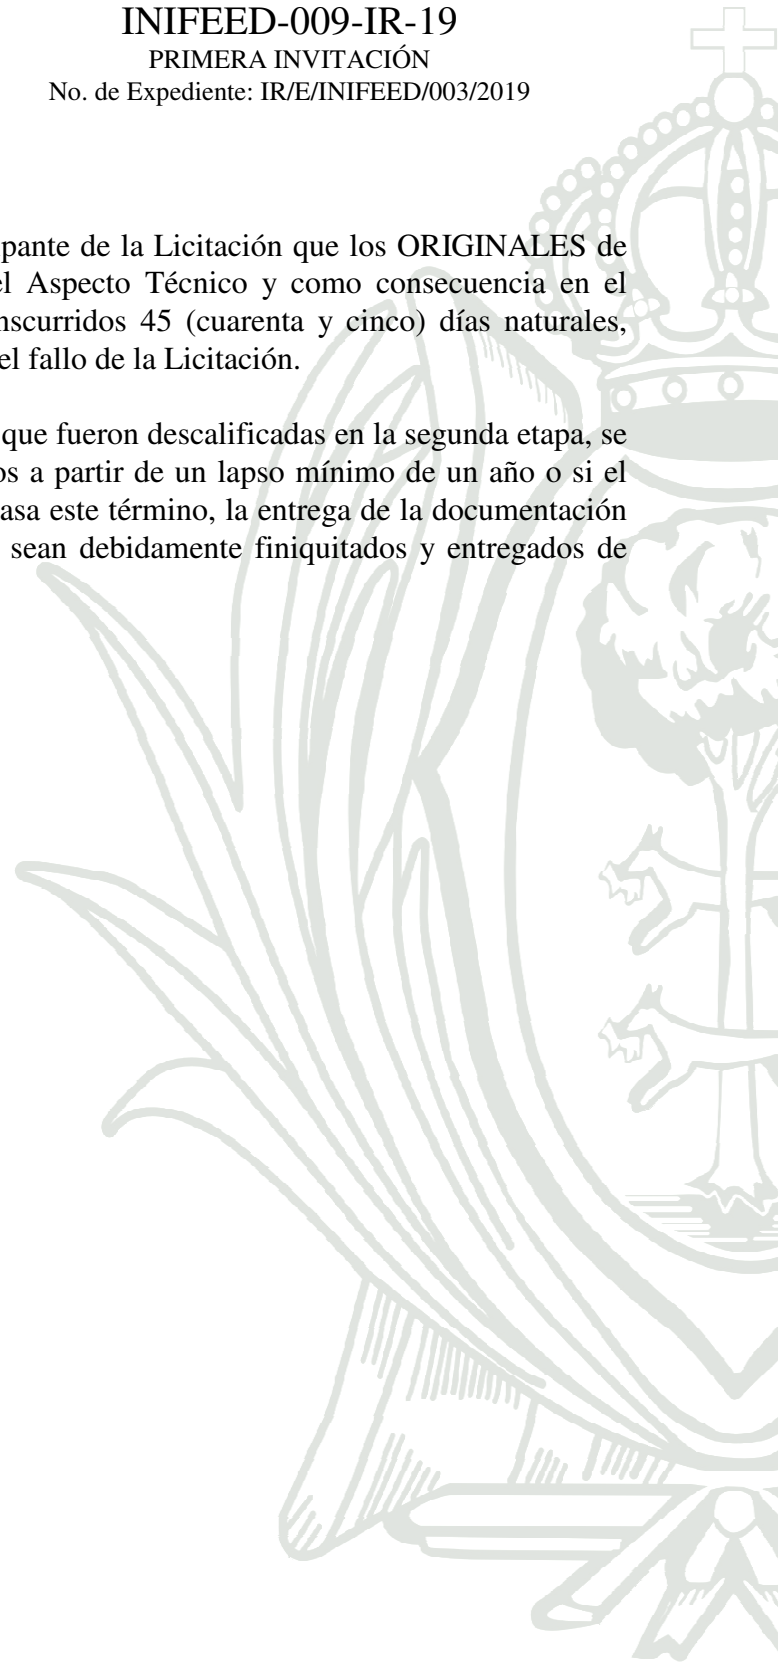 INIFEED-009-IR-19
PRIMERA INVITACIÓN
No. de Expediente: IR/E/INIFEED/003/2019
pante de la Licitación que los ORIGINALES de
el Aspecto Técnico y como consecuencia en el
nscurridos 45 (cuarenta y cinco) días naturales,
el fallo de la Licitación.
que fueron descalificadas en la segunda etapa, se
os a partir de un lapso mínimo de un año o si el
asa este término, la entrega de la documentación
sean debidamente finiquitados y entregados de